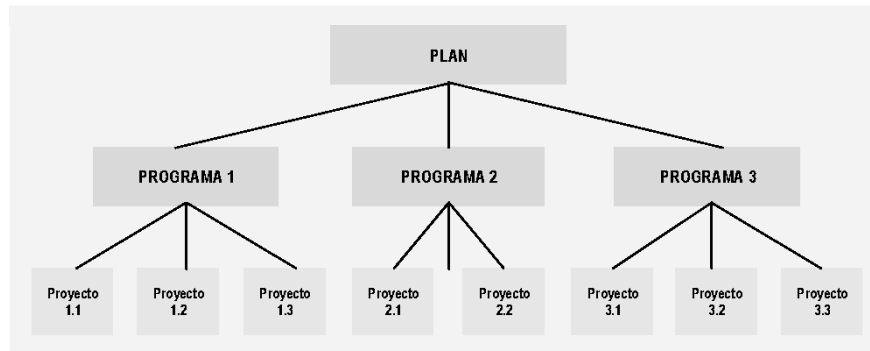 PLAN
PROGRAMA 1
PROGRAMA 2
PROGRAMA 3
Proyecto
1.1
Proyecto
1.2
Proyecto
1.3
Proyecto
2.1
Proyecto
2.2
Proyecto
3.1
Proyecto
3.2
Proyecto
3.3